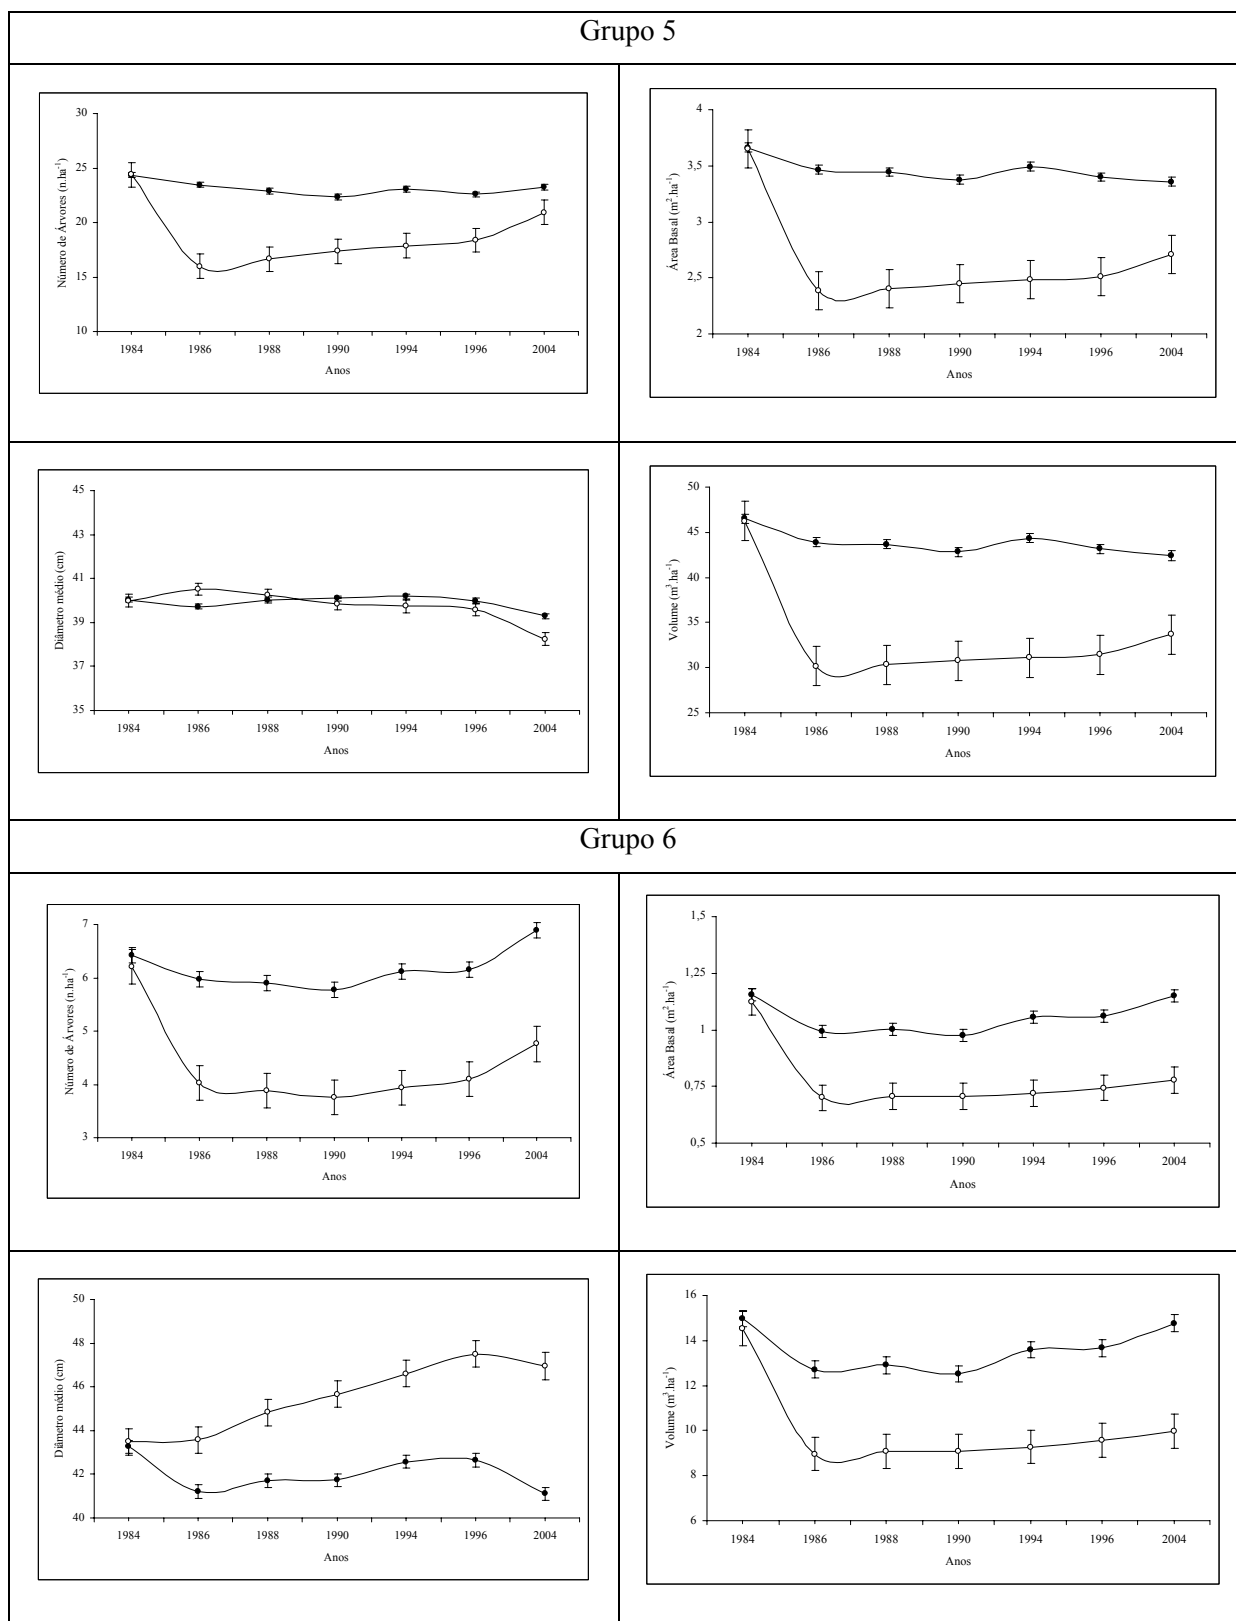 Grupo 5
Número de Árvores (n.ha⁻¹)
30
25
20
15
10
1984 1986 1988 1990 1994 1996 2004
Anos
Área Basal (m².ha⁻¹)
4
3,5
3
2,5
2
1984 1986 1988 1990 1994 1996 2004
Anos
Diâmetro médio (cm)
45
43
41
39
37
35
1984 1986 1988 1990 1994 1996 2004
Anos
Volume (m³.ha⁻¹)
50
45
40
35
30
25
1984 1986 1988 1990 1994 1996 2004
Anos
Grupo 6
Número de Árvores (n.ha⁻¹)
7
6
5
4
3
1984 1986 1988 1990 1994 1996 2004
Anos
Área Basal (m².ha⁻¹)
1,5
1,25
1
0,75
0,5
1984 1986 1988 1990 1994 1996 2004
Anos
Diâmetro médio (cm)
50
48
46
44
42
40
1984 1986 1988 1990 1994 1996 2004
Anos
Volume (m³.ha⁻¹)
16
14
12
10
8
6
1984 1986 1988 1990 1994 1996 2004
Anos